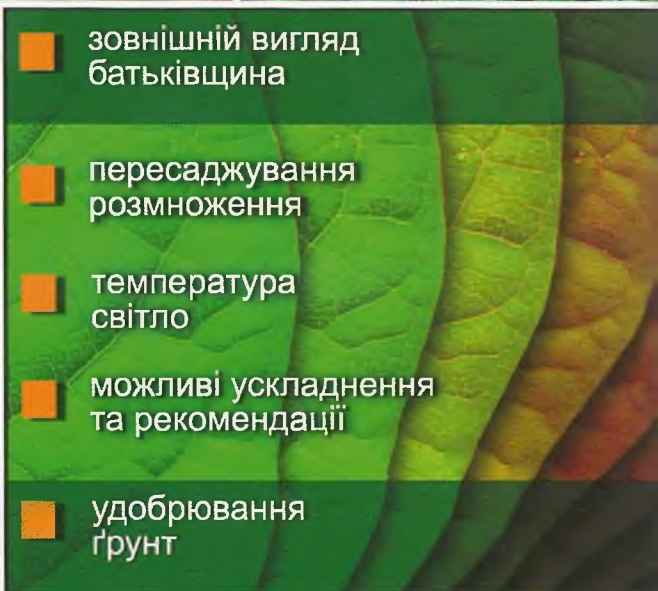 зовнішній вигляд
батьківщина
пересаджування
розмноження
температура
світло
можливі ускладнення
та рекомендації
удобрювання
ґрунт